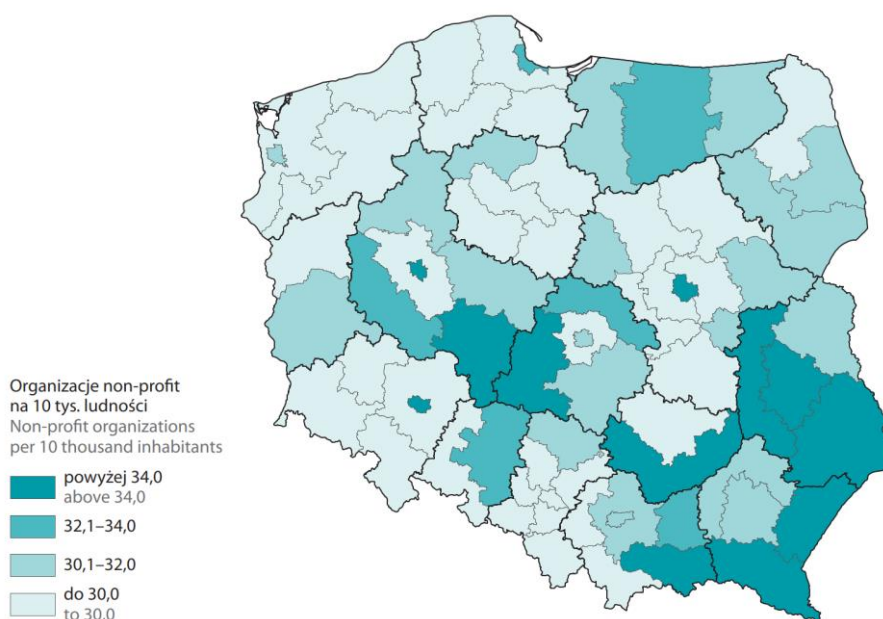 Organizacje non-profit
na 10 tys. ludności
Non-profit organizations
per 10 thousand inhabitants
powyżej 34,0
above 34,0
32,1–34,0
30,1–32,0
do 30,0
to 30,0